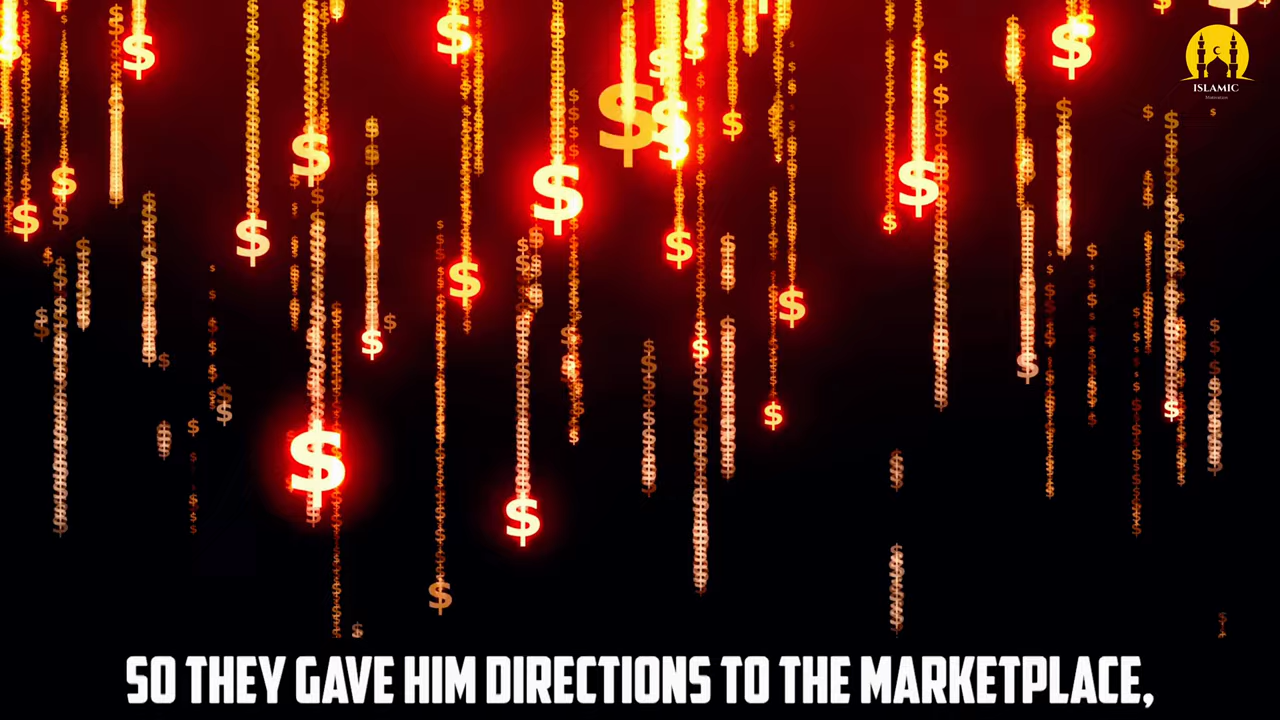 ISLAMIC
SO THEY GAVE HIM DIRECTIONS TO THE MARKETPLACE,